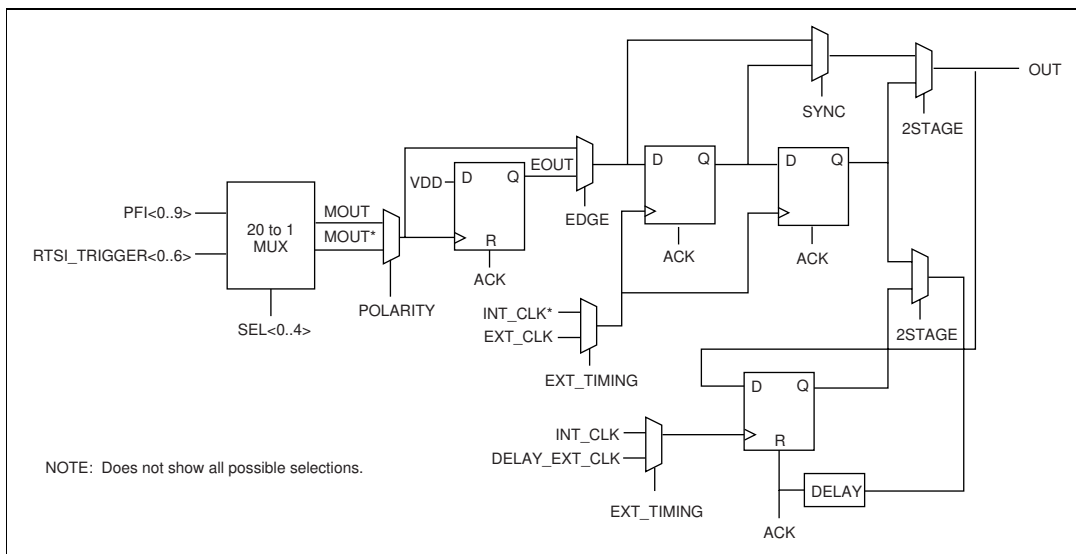 OUT
SYNC
2STAGE
D Q
D Q
EOUT
VDD
D Q
EDGE
PFI<0..9>
MOUT
20 to 1
MUX
MOUT*
RTSI_TRIGGER<0..6>
R
ACK
ACK
ACK
POLARITY
SEL<0..4>
INT_CLK*
EXT_CLK
2STAGE
EXT_TIMING
D Q
R
INT_CLK
DELAY_EXT_CLK
NOTE: Does not show all possible selections.
DELAY
EXT_TIMING
ACK